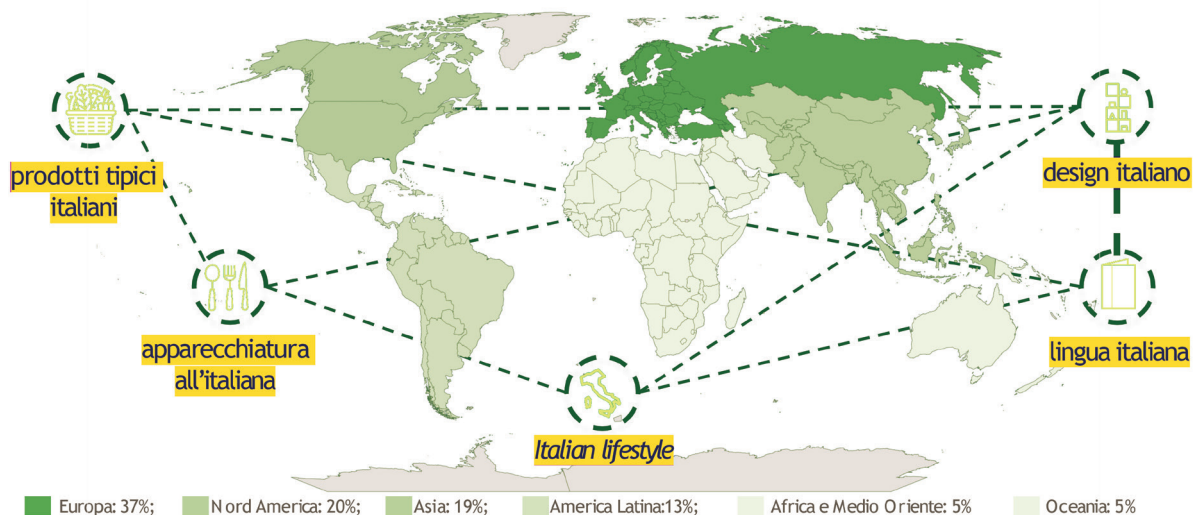 prodotti tipici
italiani
design italiano
apparecchiatura
all’italiana
lingua italiana
Italian lifestyle
Europa: 37%; Nord America: 20%; Asia: 19%; America Latina:13%; Africa e Medio Oriente: 5% Oceania: 5%